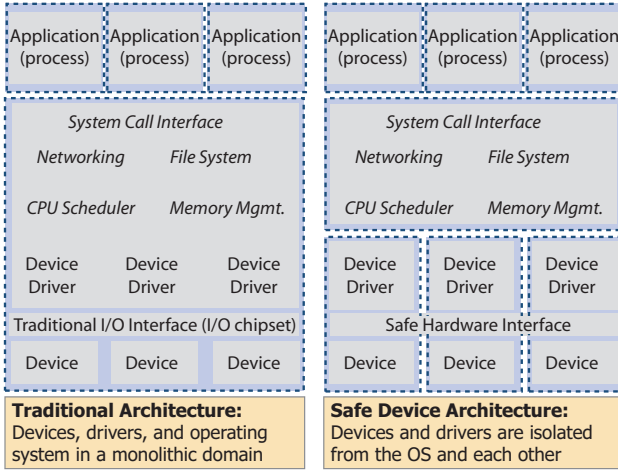 Application Application Application
(process) (process) (process)
System Call Interface
Networking File System
CPU Scheduler Memory Mgmt.
Device Device Device
Driver Driver Driver
Traditional I/O Interface (I/O chipset)
Device Device Device
Traditional Architecture:
Devices, drivers, and operating
system in a monolithic domain
Application Application Application
(process) (process) (process)
System Call Interface
Networking File System
CPU Scheduler Memory Mgmt.
Device Device Device
Driver Driver Driver
Safe Hardware Interface
Device Device Device
Safe Device Architecture:
Devices and drivers are isolated
from the OS and each other